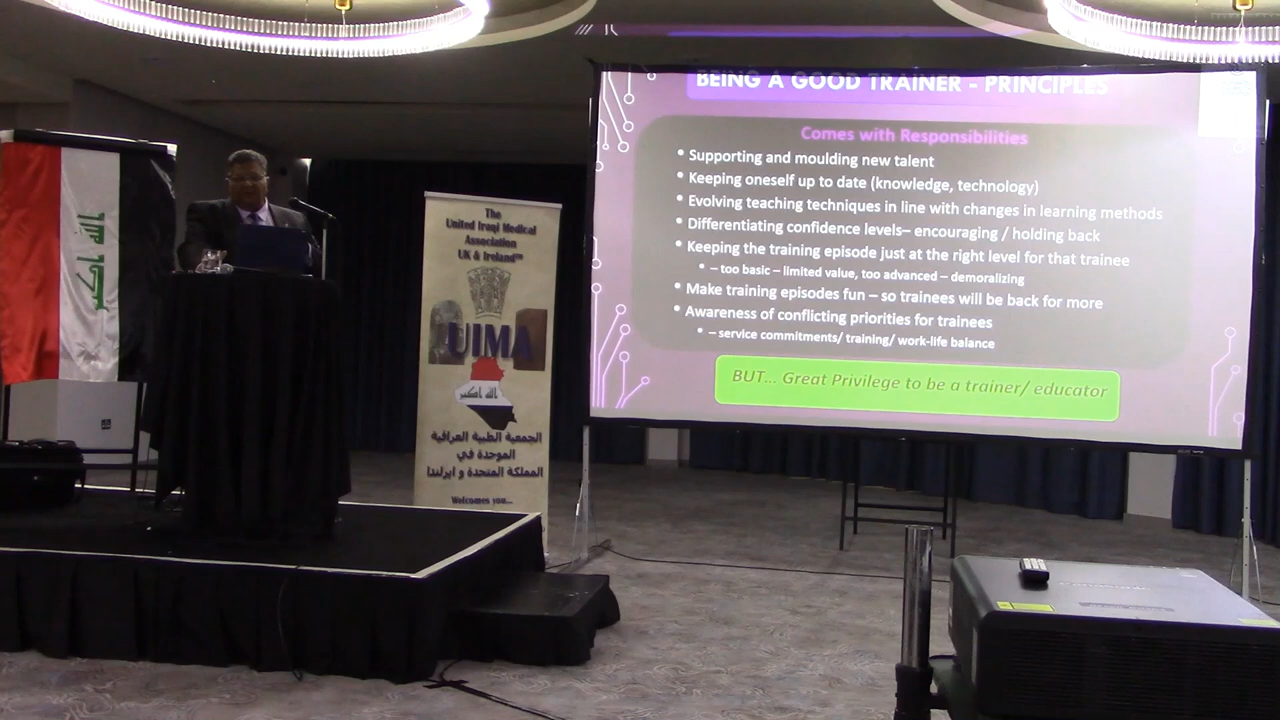 الله اكبر
The
United Iraqi Medical
Association
UK & Ireland™
UIMA
الله اكبر
الجمعية الطبية العراقية
الموحدة في
المملكة المتحدة و ايرلندا
Welcomes you...
BEING A GOOD TRAINER - PRINCIPLES
Comes with Responsibilities
• Supporting and moulding new talent
• Keeping oneself up to date (knowledge, technology)
• Evolving teaching techniques in line with changes in learning methods
• Differentiating confidence levels– encouraging / holding back
• Keeping the training episode just at the right level for that trainee
• – too basic – limited value, too advanced – demoralizing
• Make training episodes fun – so trainees will be back for more
• Awareness of conflicting priorities for trainees
• – service commitments/ training/ work-life balance
BUT... Great Privilege to be a trainer/ educator